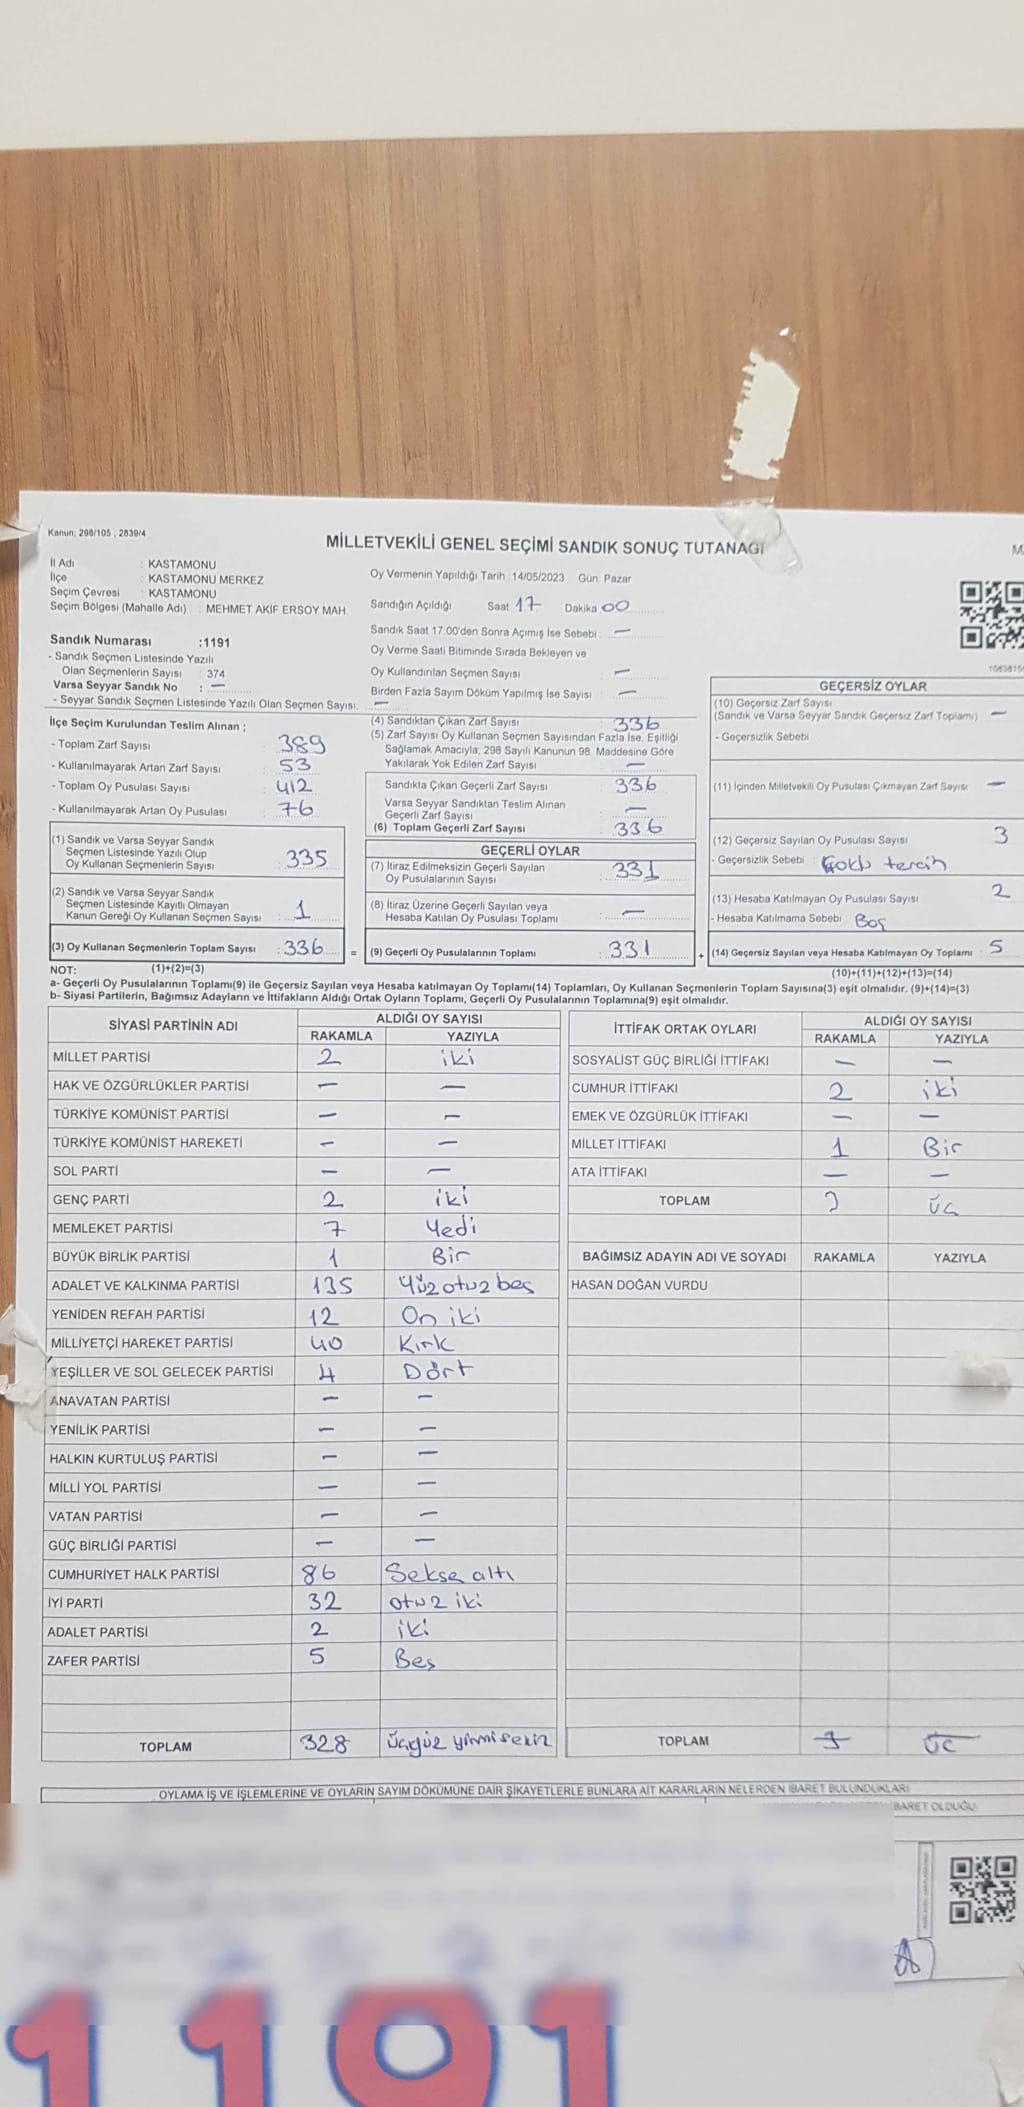 Kanun; 298/105 , 2839/4
MİLLETVEKİLİ GENEL SEÇİMİ SANDIK SONUÇ TUTANAĞI
İl Adı : KASTAMONU
İlçe : KASTAMONU MERKEZ
Seçim Çevresi : KASTAMONU
Seçim Bölgesi (Mahalle Adı) : MEHMET AKİF ERSOY MAH.
Sandık Numarası :1191
- Sandık Seçmen Listesinde Yazılı
Olan Seçmenlerin Sayısı : 374
Varsa Seyyar Sandık No : —
- Seyyar Sandık Seçmen Listesinde Yazılı Olan Seçmen Sayısı: —
Oy Vermenin Yapıldığı Tarih :14/05/2023 Gün: Pazar
Sandığın Açıldığı Saat: 17 Dakika 00
Sandık Saat 17:00'den Sonra Açımış İse Sebebi : —
Oy Verme Saati Bitiminde Sırada Bekleyen ve
Oy Kullandırılan Seçmen Sayısı : —
Birden Fazla Sayım Döküm Yapılmış İse Sayısı : —
İlçe Seçim Kurulundan Teslim Alınan ;
- Toplam Zarf Sayısı : 389
- Kullanılmayarak Artan Zarf Sayısı : 53
- Toplam Oy Pusulası Sayısı : 412
- Kullanılmayarak Artan Oy Pusulası : 76
(1) Sandık ve Varsa Seyyar Sandık
Seçmen Listesinde Yazılı Olup
Oy Kullanan Seçmenlerin Sayısı : 335
(2) Sandık ve Varsa Seyyar Sandık
Seçmen Listesinde Kayıtlı Olmayan
Kanun Gereği Oy Kullanan Seçmen Sayısı : 1
(3) Oy Kullanan Seçmenlerin Toplam Sayısı : 336 =
(1)+(2)=(3)
(4) Sandıktan Çıkan Zarf Sayısı : 336
(5) Zarf Sayısı Oy Kullanan Seçmen Sayısından Fazla İse, Eşitliği
Sağlamak Amacıyla; 298 Sayılı Kanunun 98. Maddesine Göre
Yakılarak Yok Edilen Zarf Sayısı : —
Sandıkta Çıkan Geçerli Zarf Sayısı : 336
Varsa Seyyar Sandıktan Teslim Alınan
Geçerli Zarf Sayısı : —
(6) Toplam Geçerli Zarf Sayısı : 336
GEÇERLİ OYLAR
(7) İtiraz Edilmeksizin Geçerli Sayılan
Oy Pusulalarının Sayısı : 331
(8) İtiraz Üzerine Geçerli Sayılan veya
Hesaba Katılan Oy Pusulası Toplamı : —
(9) Geçerli Oy Pusulalarının Toplamı : 331 +
GEÇERSİZ OYLAR
(10) Geçersiz Zarf Sayısı
(Sandık ve Varsa Seyyar Sandık Geçersiz Zarf Toplamı) —
- Geçersizlik Sebebi
(11) İçinden Milletvekili Oy Pusulası Çıkmayan Zarf Sayısı —
(12) Geçersiz Sayılan Oy Pusulası Sayısı 3
- Geçersizlik Sebebi : Çoklu tercih
(13) Hesaba Katılmayan Oy Pusulası Sayısı 2
- Hesaba Katılmama Sebebi : Boş
(14) Geçersiz Sayılan veya Hesaba Katılmayan Oy Toplamı : 5
(10)+(11)+(12)+(13)=(14)
NOT:
a- Geçerli Oy Pusulalarının Toplamı(9) ile Geçersiz Sayılan veya Hesaba katılmayan Oy Toplamı(14) Toplamları, Oy Kullanan Seçmenlerin Toplam Sayısına(3) eşit olmalıdır. (9)+(14)=(3)
b- Siyasi Partilerin, Bağımsız Adayların ve İttifakların Aldığı Ortak Oyların Toplamı, Geçerli Oy Pusulalarının Toplamına(9) eşit olmalıdır.
SİYASİ PARTİNİN ADI ALDIĞI OY SAYISI
RAKAMLA YAZIYLA
MİLLET PARTİSİ 2 iki
HAK VE ÖZGÜRLÜKLER PARTİSİ — —
TÜRKİYE KOMÜNİST PARTİSİ — —
TÜRKİYE KOMÜNİST HAREKETİ — —
SOL PARTİ — —
GENÇ PARTİ 2 iki
MEMLEKET PARTİSİ 7 Yedi
BÜYÜK BİRLİK PARTİSİ 1 Bir
ADALET VE KALKINMA PARTİSİ 135 Yüz otuz beş
YENİDEN REFAH PARTİSİ 12 On iki
MİLLİYETÇİ HAREKET PARTİSİ 40 Kırk
YEŞİLLER VE SOL GELECEK PARTİSİ 4 Dört
ANAVATAN PARTİSİ — —
YENİLİK PARTİSİ — —
HALKIN KURTULUŞ PARTİSİ — —
MİLLİ YOL PARTİSİ — —
VATAN PARTİSİ — —
GÜÇ BİRLİĞİ PARTİSİ — —
CUMHURİYET HALK PARTİSİ 86 Sekse altı
İYİ PARTİ 32 otuz iki
ADALET PARTİSİ 2 iki
ZAFER PARTİSİ 5 Beş
TOPLAM 328 üçyüz yirmi sekiz
İTTİFAK ORTAK OYLARI ALDIĞI OY SAYISI
RAKAMLA YAZIYLA
SOSYALİST GÜÇ BİRLİĞİ İTTİFAKI — —
CUMHUR İTTİFAKI 2 iki
EMEK VE ÖZGÜRLÜK İTTİFAKI — —
MİLLET İTTİFAKI 1 Bir
ATA İTTİFAKI — —
TOPLAM 3 üç
BAĞIMSIZ ADAYIN ADI VE SOYADI RAKAMLA YAZIYLA
HASAN DOĞAN VURDU
TOPLAM üç
OYLAMA İŞ VE İŞLEMLERİNE VE OYLARIN SAYIM DÖKÜMÜNE DAİR ŞİKAYETLERLE BUNLARA AİT KARARLARIN NELERDEN İBARET BULUNDUKLARI
BARET OLDUĞU
1191